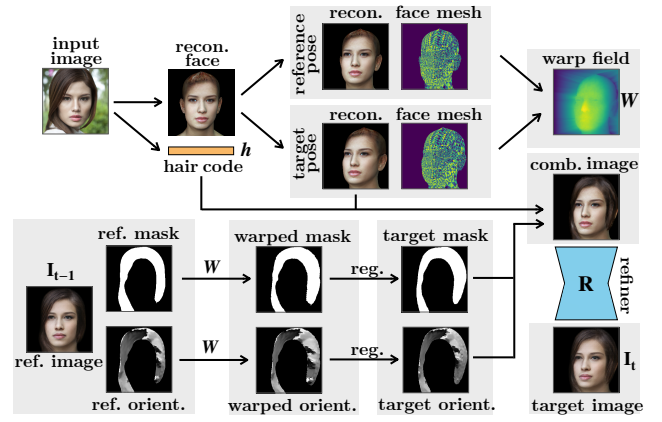 input
image
recon.
face
h
hair code
reference
pose
recon. face mesh
target
pose
recon. face mesh
warp field
W
comb. image
ref. mask
W
warped mask
reg.
target mask
I_{t−1}
ref. image
ref. orient.
W
warped orient.
reg.
target orient.
R
refiner
I_t
target image